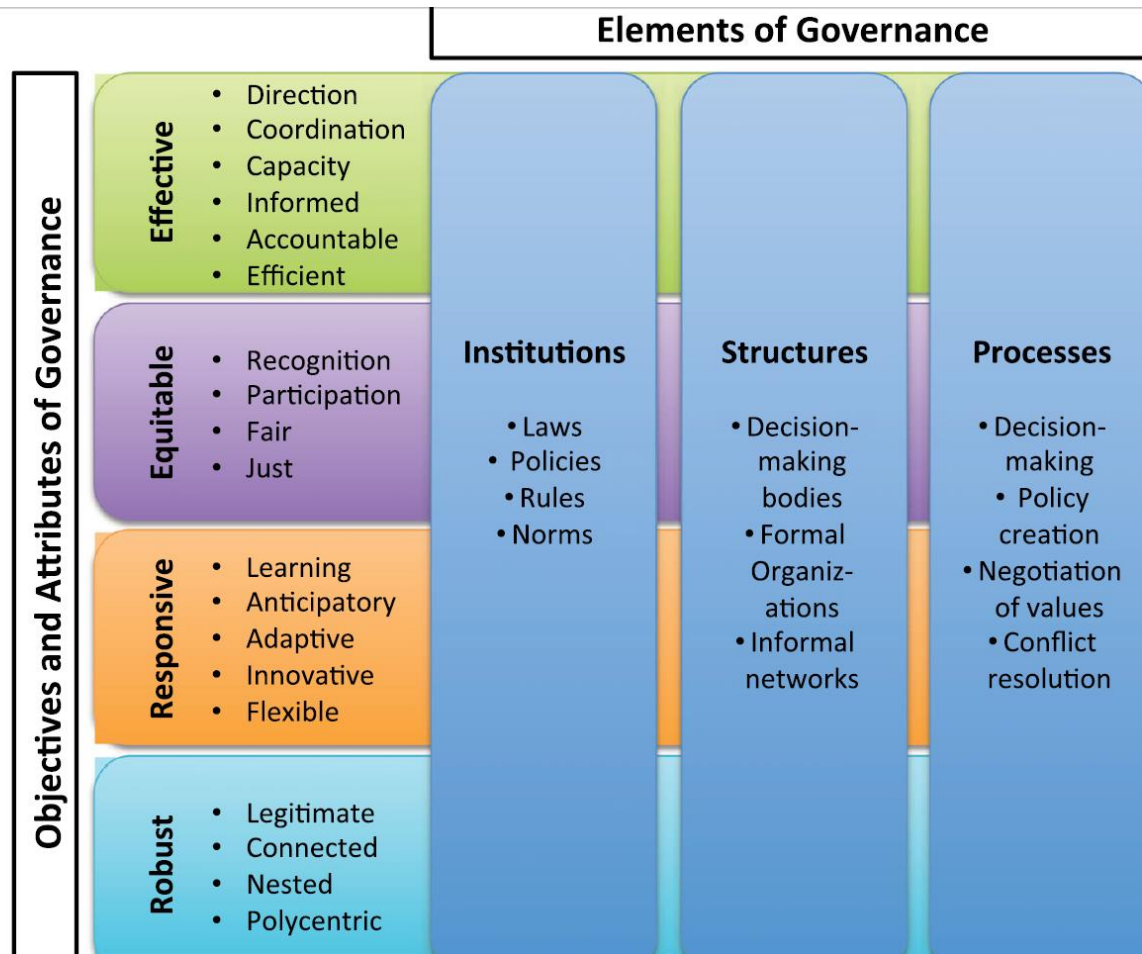 Elements of Governance
Objectives and Attributes of Governance
Effective
• Direction
• Coordination
• Capacity
• Informed
• Accountable
• Efficient
Equitable
• Recognition
• Participation
• Fair
• Just
Responsive
• Learning
• Anticipatory
• Adaptive
• Innovative
• Flexible
Robust
• Legitimate
• Connected
• Nested
• Polycentric
Institutions
• Laws
• Policies
• Rules
• Norms
Structures
• Decision-
making
bodies
• Formal
Organiz-
ations
• Informal
networks
Processes
• Decision-
making
• Policy
creation
• Negotiation
of values
• Conflict
resolution